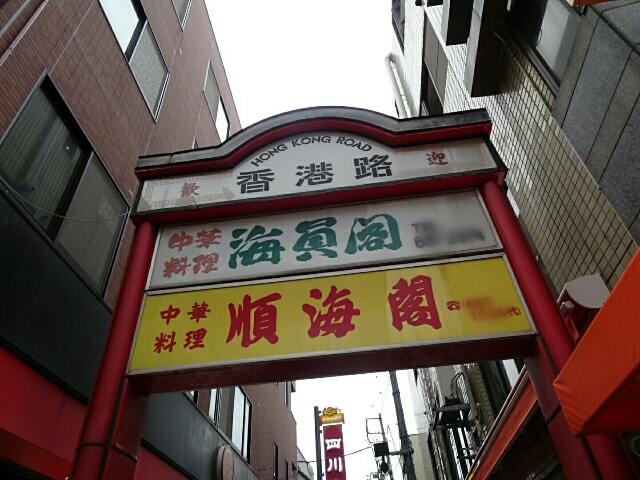 HONG KONG ROAD
歓 香港路 迎
中華料理 海員閣
中華料理 順海閣 代
四川